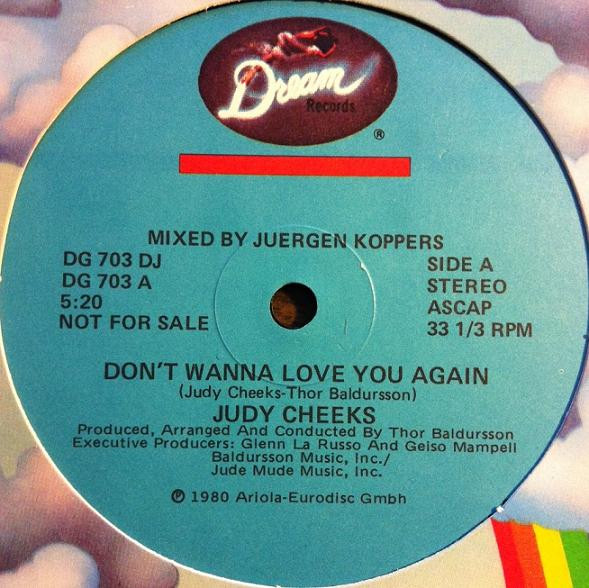 Dream
Records
®
MIXED BY JUERGEN KOPPERS
DG 703 DJ
DG 703 A
5:20
NOT FOR SALE
SIDE A
STEREO
ASCAP
33 1/3 RPM
DON'T WANNA LOVE YOU AGAIN
(Judy Cheeks-Thor Baldursson)
JUDY CHEEKS
Produced, Arranged And Conducted By Thor Baldursson
Executive Producers: Glenn La Russo And Geiso Mampell
Baldursson Music, Inc./
Jude Mude Music, Inc.
℗ 1980 Ariola-Eurodisc Gmbh